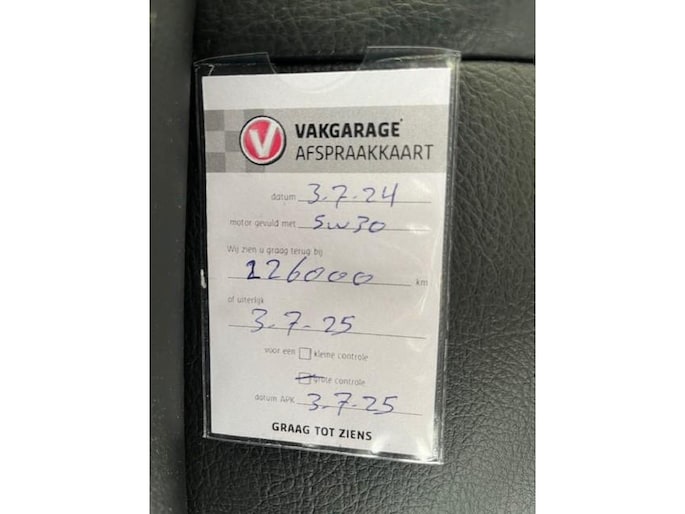 V
VAKGARAGE
AFSPRAAKKAART
datum 3.7.24
motor gevuld met 5W30
Wij zien u graag terug bij
126000 km
of uiterlijk
3.7.25
voor een kleine controle
grote controle
datum APK 3.7.25
GRAAG TOT ZIENS